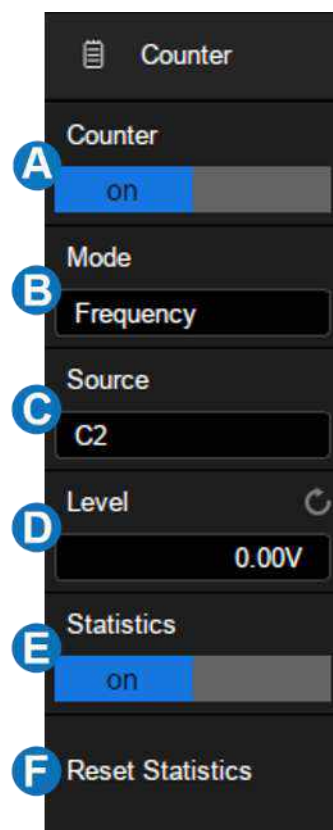 Counter
Counter
A
on
Mode
B
Frequency
Source
C
C2
Level
D
0.00V
Statistics
E
on
F Reset Statistics